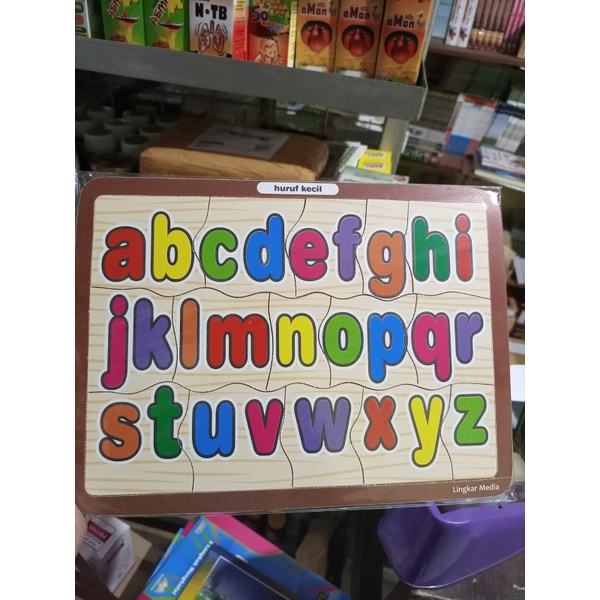 N•TB
huruf kecil
abcdefghi
jklmnopqr
stuvwxyz
Lingkar Media